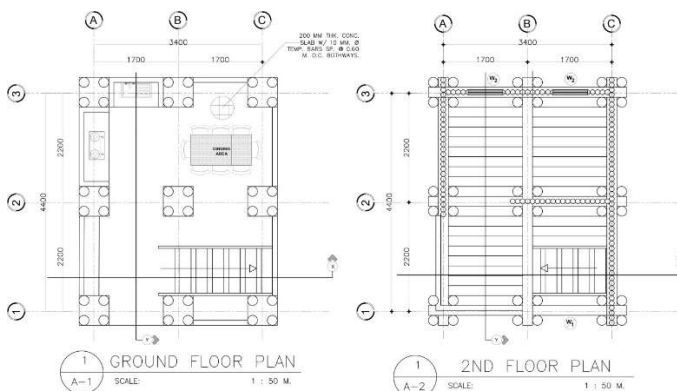 A B C
3400
1700 1700
200 MM THK. CONC.
SLAB W/ 10 MM. Ø
TEMP. BARS SP. @ 0.60
M. O.C. BOTHWAYS.
3
2200
4400
2
2200
1
DINING
AREA
X
Y
1
A-1
GROUND FLOOR PLAN
SCALE: 1 : 50 M.
A B C
3400
1700 1700
W2 W2
3
2200
4400
2
2200
1
W1
Y
1
A-2
2ND FLOOR PLAN
SCALE: 1 : 50 M.